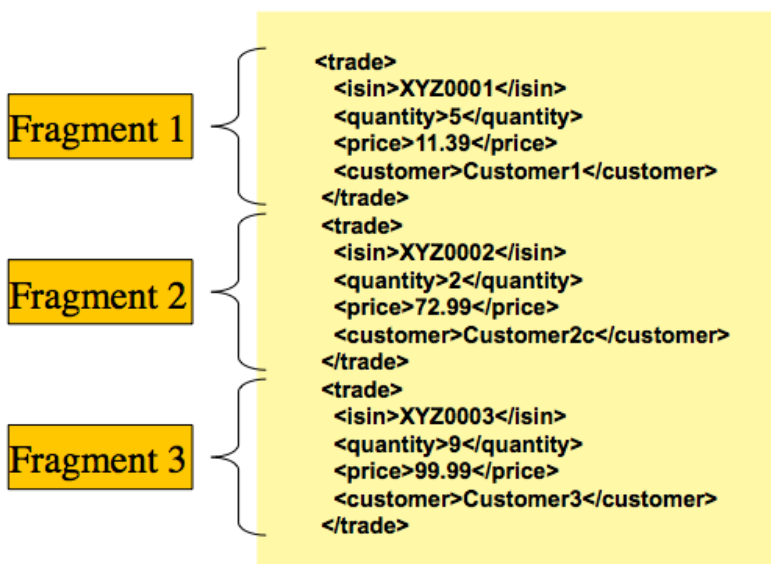 <trade>
<isin>XYZ0001</isin>
<quantity>5</quantity>
Fragment 1
<price>11.39</price>
<customer>Customer1</customer>
</trade>
<trade>
<isin>XYZ0002</isin>
<quantity>2</quantity>
Fragment 2
<price>72.99</price>
<customer>Customer2c</customer>
</trade>
<trade>
<isin>XYZ0003</isin>
<quantity>9</quantity>
Fragment 3
<price>99.99</price>
<customer>Customer3</customer>
</trade>